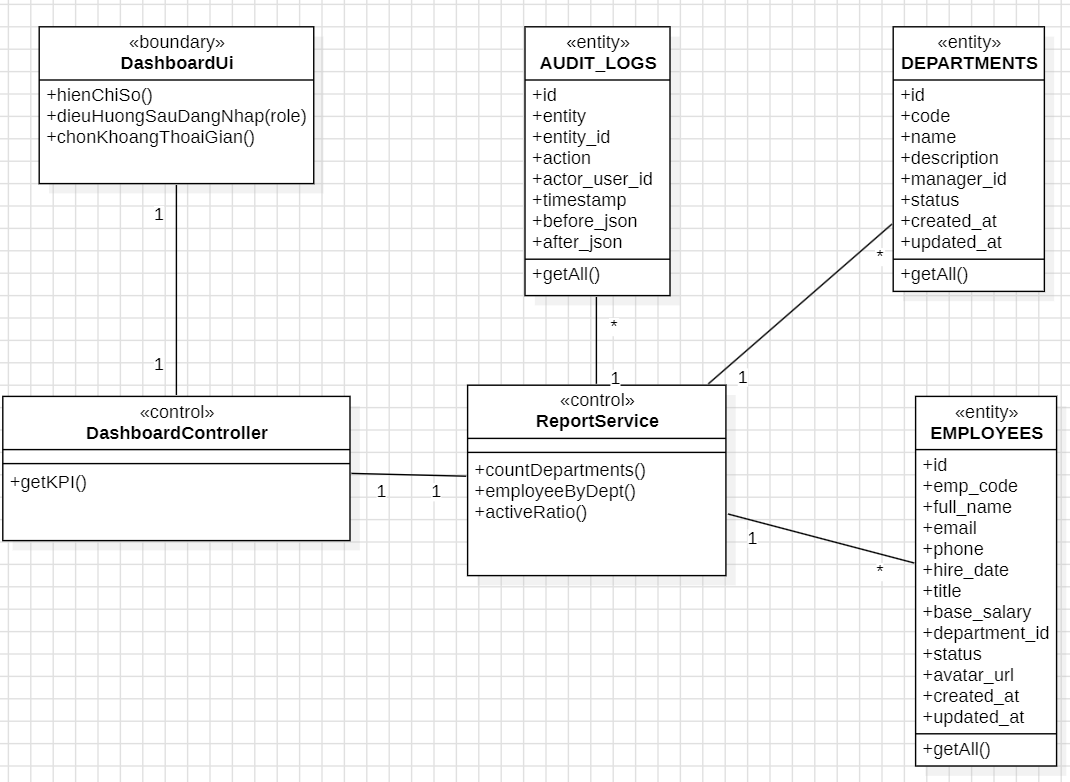 «boundary»
DashboardUi
+hienChiSo()
+dieuHuongSauDangNhap(role)
+chonKhoangThoaiGian()
1
1
«control»
DashboardController
+getKPI()
1
1
«entity»
AUDIT_LOGS
+id
+entity
+entity_id
+action
+actor_user_id
+timestamp
+before_json
+after_json
+getAll()
*
1
«control»
ReportService
+countDepartments()
+employeeByDept()
+activeRatio()
«entity»
DEPARTMENTS
+id
+code
+name
+description
+manager_id
+status
+created_at
+updated_at
+getAll()
*
1
1
*
«entity»
EMPLOYEES
+id
+emp_code
+full_name
+email
+phone
+hire_date
+title
+base_salary
+department_id
+status
+avatar_url
+created_at
+updated_at
+getAll()